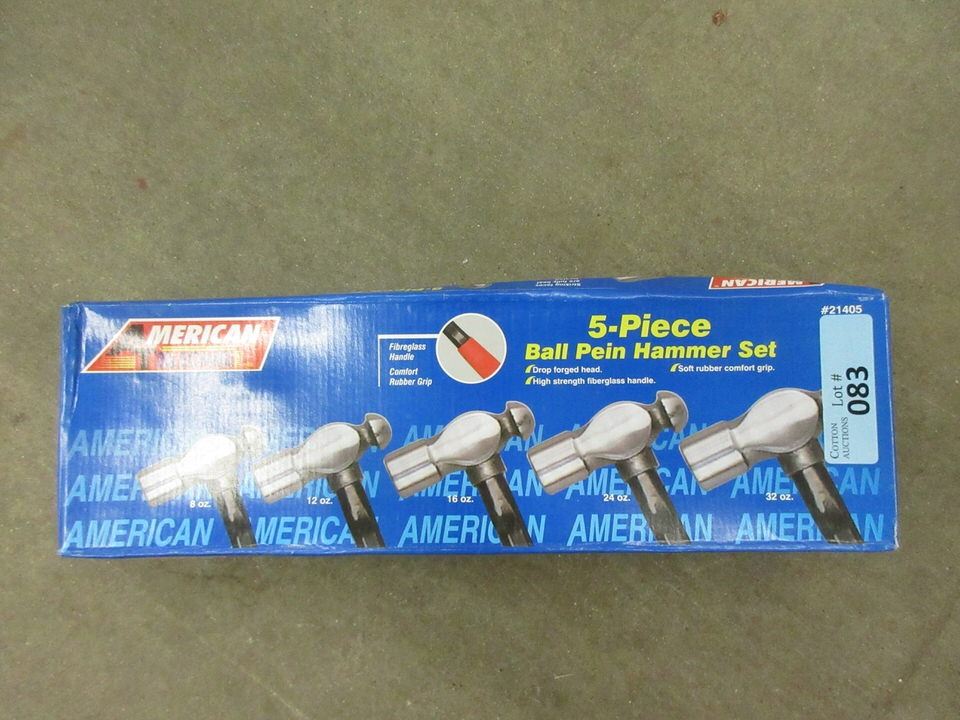 MERICAN
MERICAN
#21405
5-Piece
Ball Pein Hammer Set
Drop forged head.
Soft rubber comfort grip.
High strength fiberglass handle.
Fibreglass
Handle
Comfort
Rubber Grip
COTTON
AUCTIONS
Lot #
083
AMERICAN
8 oz.
12 oz.
16 oz.
24 oz.
32 oz.
AMERICAN AMERICAN AMERICAN AMERICAN AMERICAN